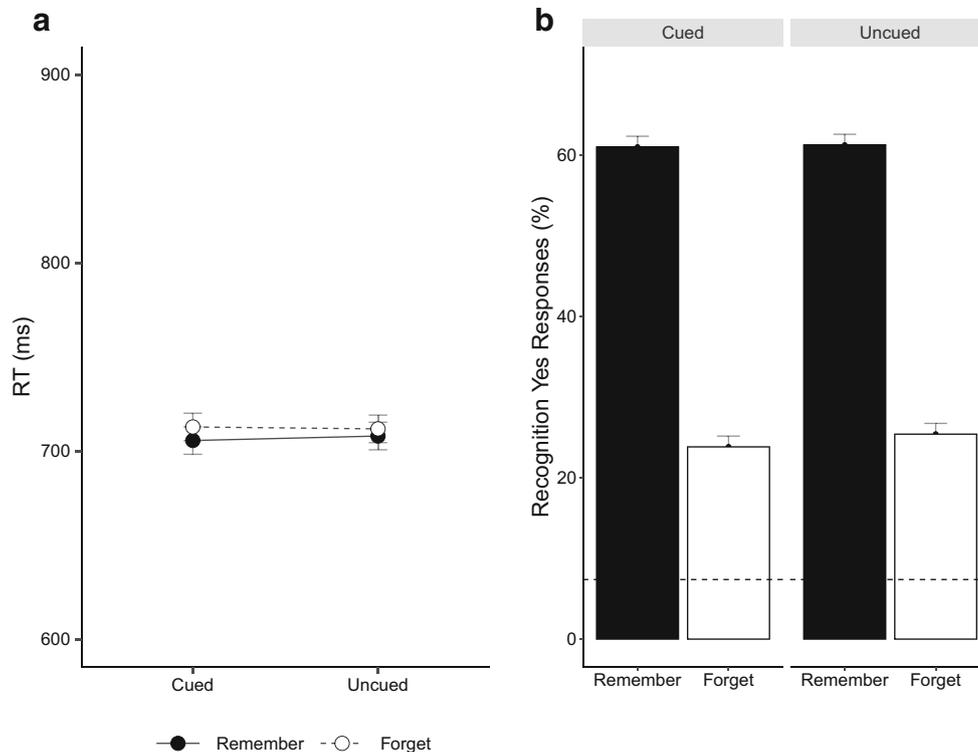 a
900
800
700
600
RT (ms)
Cued Uncued
Remember Forget
b
Cued Uncued
60
40
20
0
Recognition Yes Responses (%)
Remember Forget Remember Forget